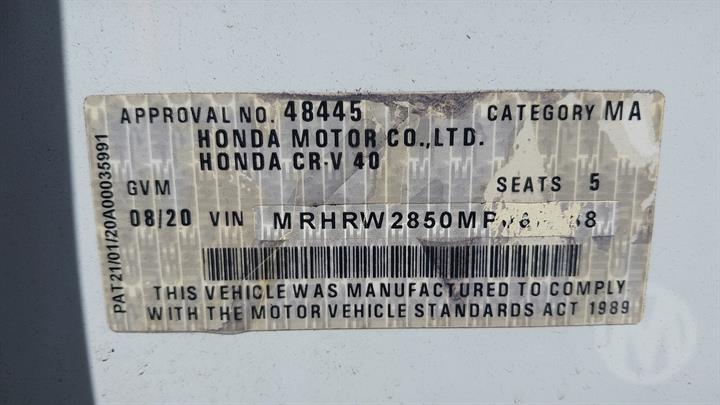 APPROVAL NO. 48445 CATEGORY MA
HONDA MOTOR CO.,LTD.
HONDA CR-V 40
GVM SEATS 5
08/20 VIN
THIS VEHICLE WAS MANUFACTURED TO COMPLY
WITH THE MOTOR VEHICLE STANDARDS ACT 1989
PAT21/01/20A00035991